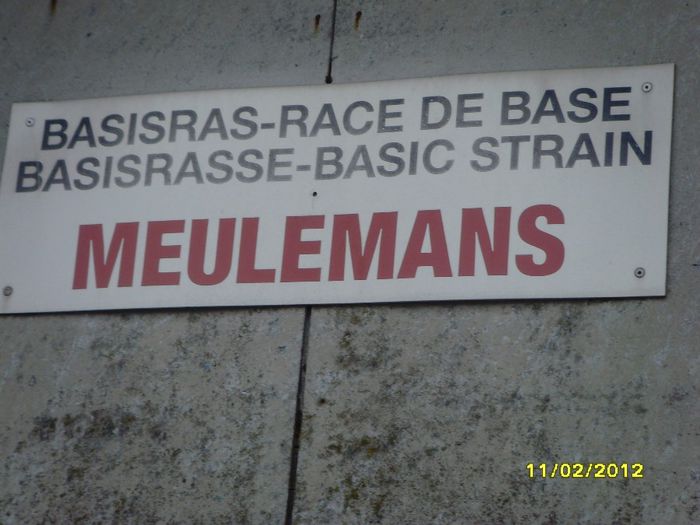 BASISRAS-RACE DE BASE
BASISRASSE-BASIC STRAIN
MEULEMANS
11/02/2012